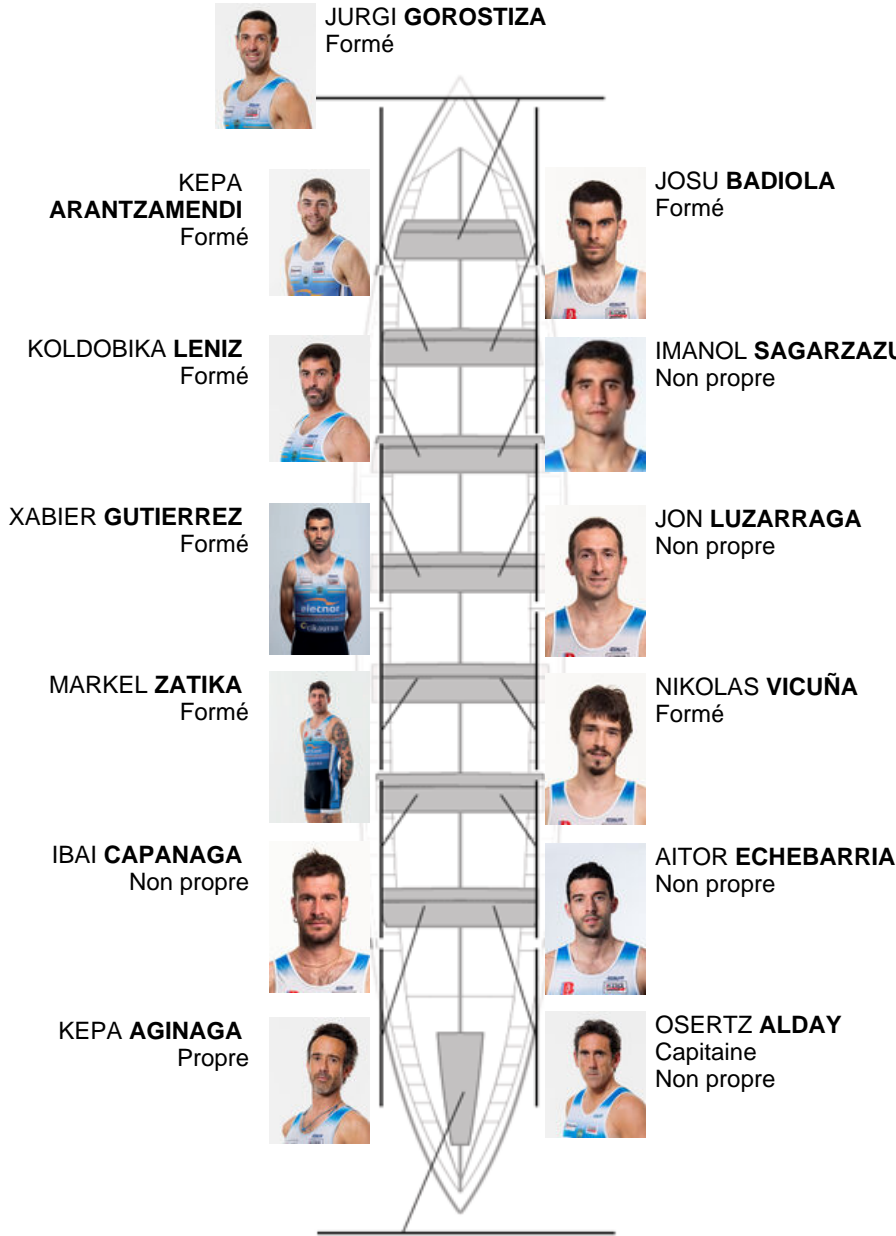 JURGI GOROSTIZA
Formé
KEPA
ARANTZAMENDI
Formé
JOSU BADIOLA
Formé
KOLDOBIKA LENIZ
Formé
IMANOL SAGARZAZU
Non propre
XABIER GUTIERREZ
Formé
elecnor
cikautxo
JON LUZARRAGA
Non propre
MARKEL ZATIKA
Formé
NIKOLAS VICUÑA
Formé
IBAI CAPANAGA
Non propre
AITOR ECHEBARRIA
Non propre
KEPA AGINAGA
Propre
OSERTZ ALDAY
Capitaine
Non propre